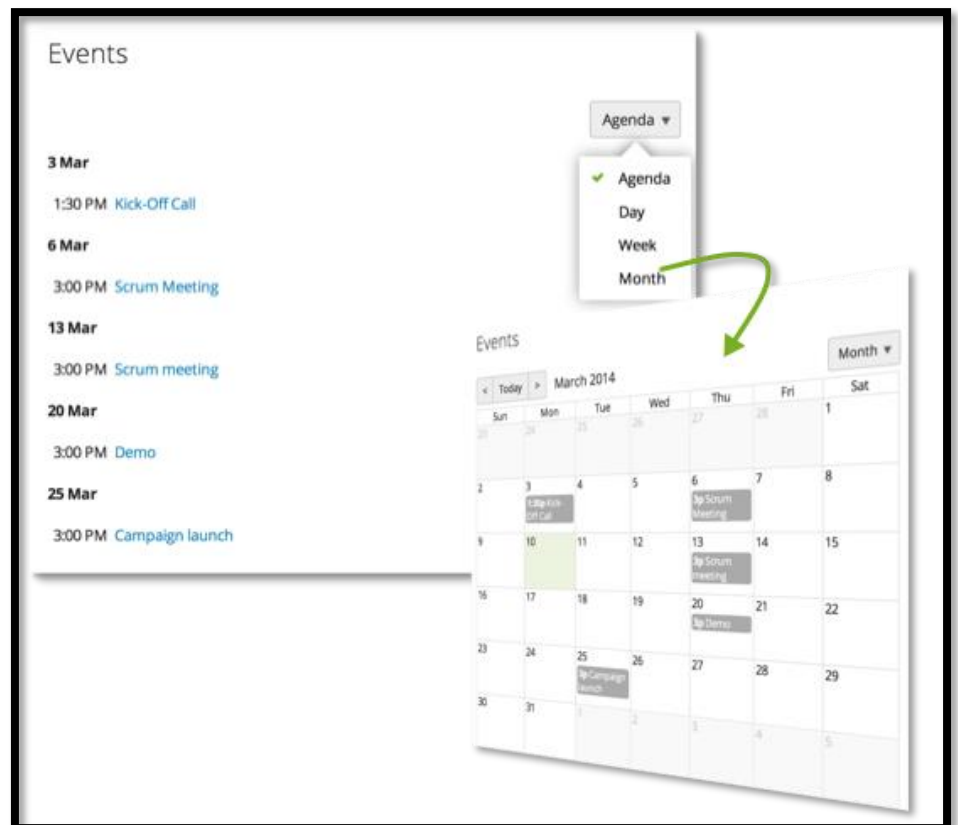 Events
Agenda ▼
3 Mar
1:30 PM Kick-Off Call
6 Mar
3:00 PM Scrum Meeting
13 Mar
3:00 PM Scrum meeting
20 Mar
3:00 PM Demo
25 Mar
3:00 PM Campaign launch
✔ Agenda
Day
Week
Month
Events
Month ▼
< Today > March 2014
Sun Mon Tue Wed Thu Fri Sat
23 24 25 26 27 28 1
2 3 4 5 6 7 8
1:30p Kick-
Off Call
3p Scrum
Meeting
9 10 11 12 13 14 15
3p Scrum
meeting
16 17 18 19 20 21 22
3p Demo
23 24 25 26 27 28 29
3p Campaign
launch
30 31 1 2 3 4 5